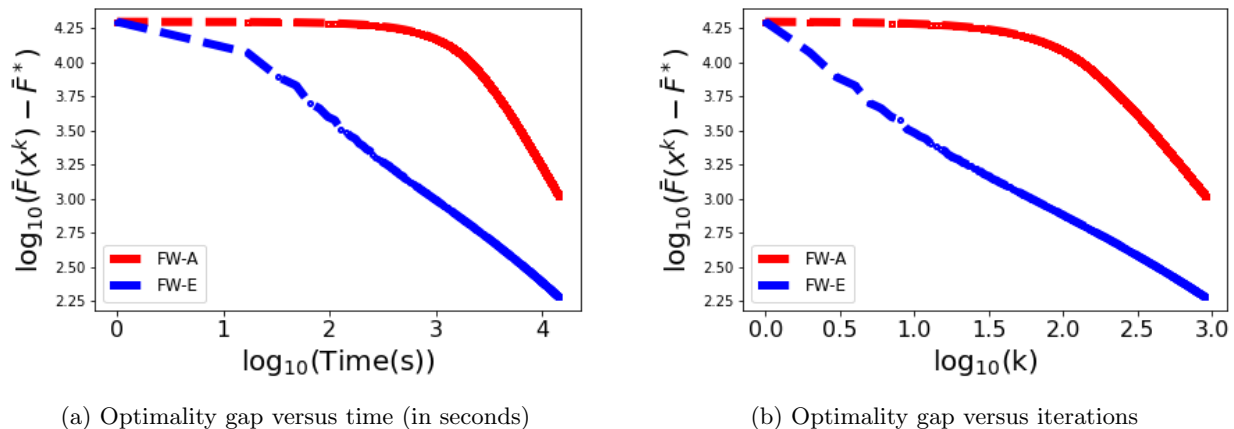 log₁₀(F̄(xᵏ) − F̄*)
4.25
4.00
3.75
3.50
3.25
3.00
2.75
2.50
2.25
FW-A
FW-E
0 1 2 3 4
log₁₀(Time(s))
(a) Optimality gap versus time (in seconds)
log₁₀(F̄(xᵏ) − F̄*)
4.25
4.00
3.75
3.50
3.25
3.00
2.75
2.50
2.25
FW-A
FW-E
0.0 0.5 1.0 1.5 2.0 2.5 3.0
log₁₀(k)
(b) Optimality gap versus iterations